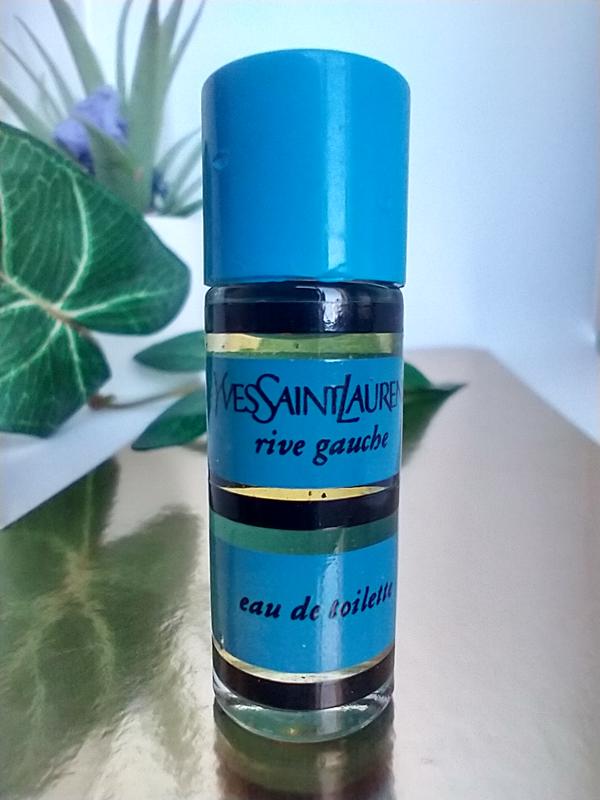 YVESSAINTLAUREN
rive gauche
eau de toilette